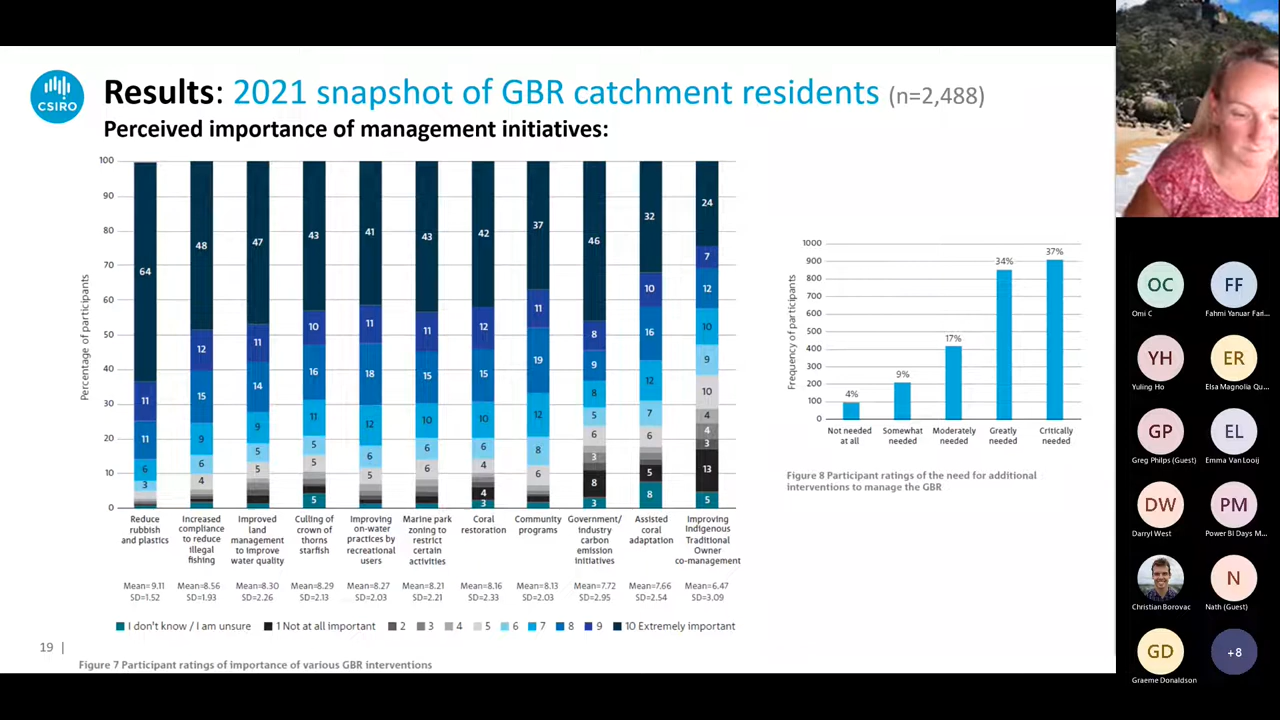 CSIRO
Results: 2021 snapshot of GBR catchment residents (n=2,488)
Perceived importance of management initiatives:
Percentage of participants
100
90
80
70
60
50
40
30
20
10
0
64
11
11
6
3
48
12
15
9
6
4
47
11
14
9
5
5
43
10
16
11
5
5
5
41
11
18
12
6
5
43
11
15
10
6
6
42
12
15
10
6
4
4
3
37
11
19
12
8
6
46
8
9
8
5
6
3
8
3
32
10
16
12
7
6
5
8
24
7
12
10
9
10
4
4
3
13
5
Reduce rubbish and plastics
Increased compliance to reduce illegal fishing
Improved land management to improve water quality
Culling of crown of thorns starfish
Improving on-water practices by recreational users
Marine park zoning to restrict certain activities
Coral restoration
Community programs
Government/ industry carbon emission initiatives
Assisted coral adaptation
Improving Indigenous Traditional Owner co-management
Mean=9.11 Mean=8.56 Mean=8.30 Mean=8.29 Mean=8.27 Mean=8.21 Mean=8.16 Mean=8.13 Mean=7.72 Mean=7.66 Mean=6.47
SD=1.52 SD=1.93 SD=2.26 SD=2.13 SD=2.03 SD=2.21 SD=2.33 SD=2.03 SD=2.95 SD=2.54 SD=3.09
I don't know / I am unsure 1 Not at all important 2 3 4 5 6 7 8 9 10 Extremely important
19 |
Figure 7 Participant ratings of importance of various GBR interventions
Frequency of participants
1000
900
800
700
600
500
400
300
200
100
0
4%
9%
17%
34%
37%
Not needed at all
Somewhat needed
Moderately needed
Greatly needed
Critically needed
Figure 8 Participant ratings of the need for additional
interventions to manage the GBR
OC FF
Omi C Fahmi Yanuar Fari...
YH ER
Yuling Ho Elsa Magnolia Qu...
GP EL
Greg Philps (Guest) Emma Van Looij
DW PM
Darryl West Power BI Days M...
N
Christian Borovac Nath (Guest)
GD +8
Graeme Donaldson